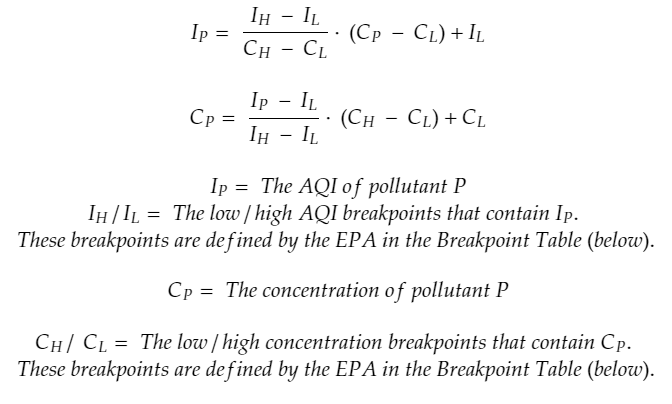 I_P = \frac{I_H − I_L}{C_H − C_L} · (C_P − C_L) + I_L
C_P = \frac{I_P − I_L}{I_H − I_L} · (C_H − C_L) + C_L
I_P = The AQI of pollutant P
I_H / I_L = The low / high AQI breakpoints that contain I_P.
These breakpoints are defined by the EPA in the Breakpoint Table (below).
C_P = The concentration of pollutant P
C_H / C_L = The low / high concentration breakpoints that contain C_P.
These breakpoints are defined by the EPA in the Breakpoint Table (below).